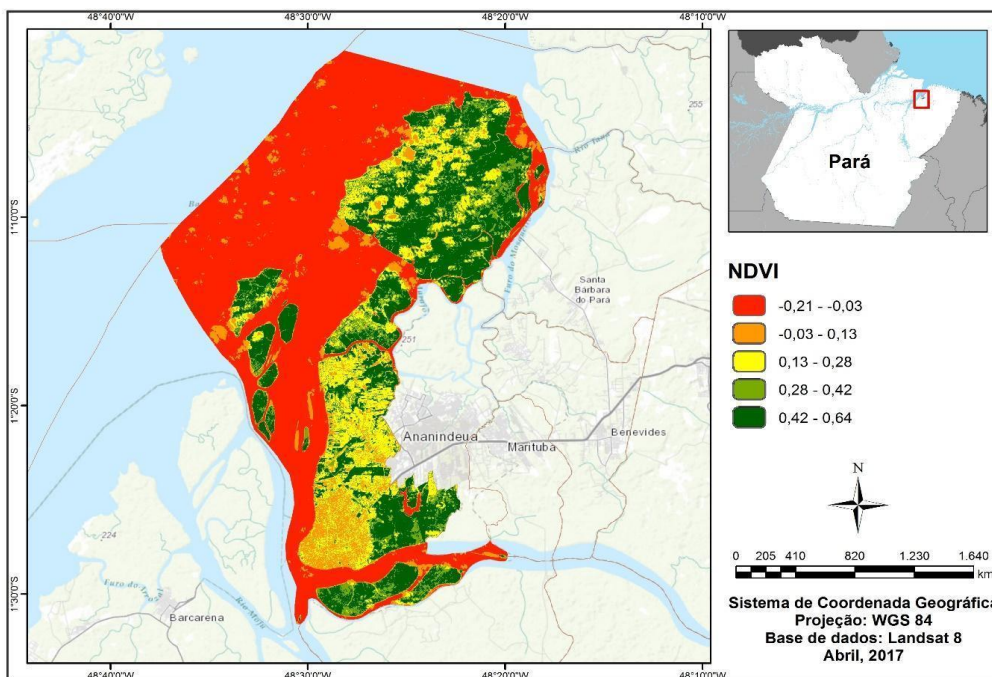 48°40'0"W
48°30'0"W
48°20'0"W
48°10'0"W
1°10'0"S
1°20'0"S
1°30'0"S
255
251
224
Santa
Bárbara
do Pará
Ananindeua
Marituba
Benevides
Barcarena
Rio Mojú
48°40'0"W
48°30'0"W
48°20'0"W
48°10'0"W
Pará
NDVI
-0,21 - -0,03
-0,03 - 0,13
0,13 - 0,28
0,28 - 0,42
0,42 - 0,64
N
0 205 410 820 1.230 1.640
km
Sistema de Coordenada Geográfica
Projeção: WGS 84
Base de dados: Landsat 8
Abril, 2017